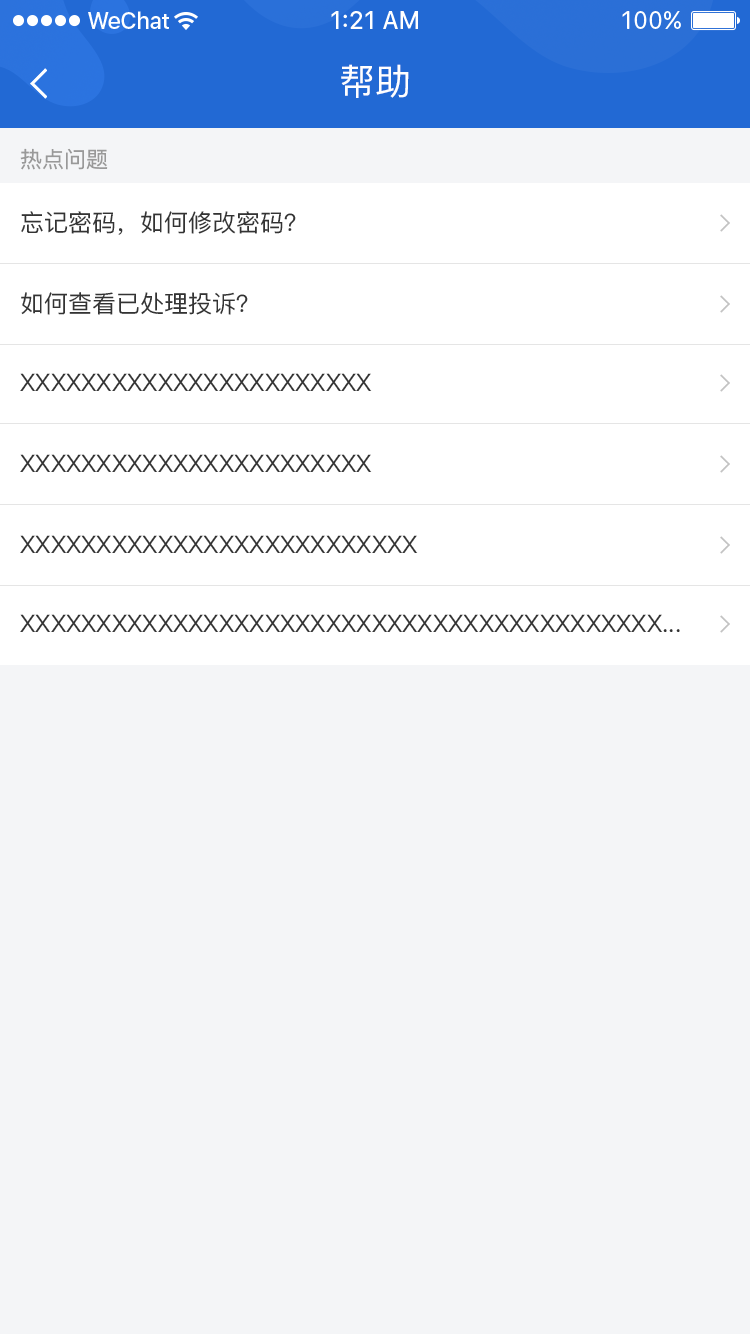 WeChat 1:21 AM 100%
帮助
热点问题
忘记密码，如何修改密码?
如何查看已处理投诉?
XXXXXXXXXXXXXXXXXXXXXXX
XXXXXXXXXXXXXXXXXXXXXXX
XXXXXXXXXXXXXXXXXXXXXXXXXX
XXXXXXXXXXXXXXXXXXXXXXXXXXXXXXXXXXXXXXXXXX...